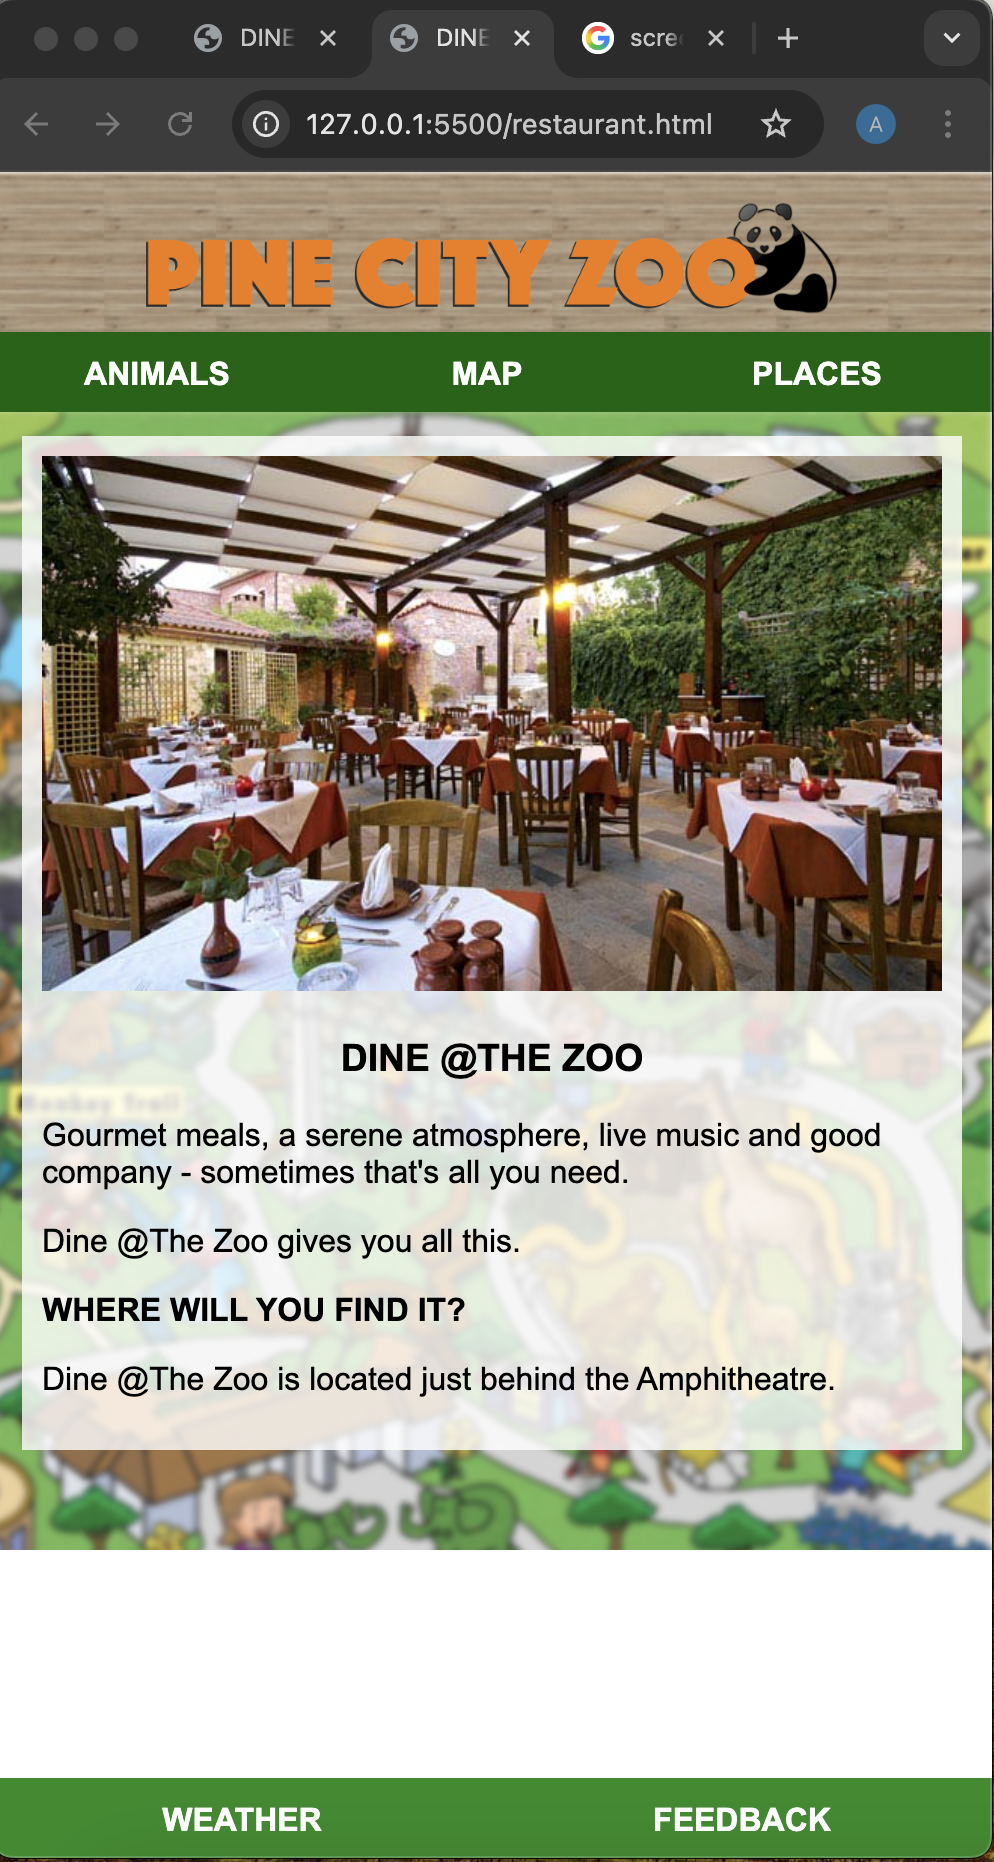 DINE
DINE
scre
127.0.0.1:5500/restaurant.html
A
PINE CITY ZOO
ANIMALS MAP PLACES
DINE @THE ZOO
Monkey Trail
Gourmet meals, a serene atmosphere, live music and good
company - sometimes that's all you need.
Dine @The Zoo gives you all this.
WHERE WILL YOU FIND IT?
Dine @The Zoo is located just behind the Amphitheatre.
WEATHER FEEDBACK